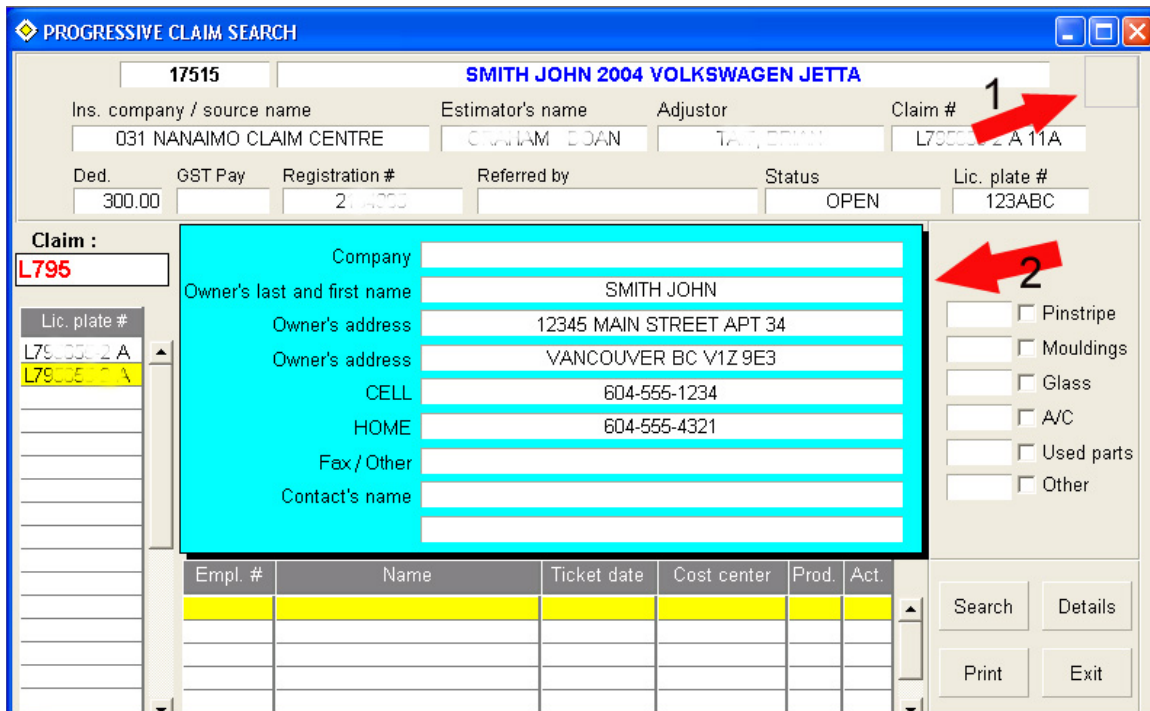 PROGRESSIVE CLAIM SEARCH
17515 SMITH JOHN 2004 VOLKSWAGEN JETTA
1
Ins. company / source name Estimator's name Adjustor Claim #
031 NANAIMO CLAIM CENTRE A 11A
Ded. GST Pay Registration # Referred by Status Lic. plate #
300.00 OPEN 123ABC
Claim :
L795
Company
Owner's last and first name SMITH JOHN
Owner's address 12345 MAIN STREET APT 34
Owner's address VANCOUVER BC V1Z 9E3
CELL 604-555-1234
HOME 604-555-4321
Fax / Other
Contact's name
2
Lic. plate #
Pinstripe
Mouldings
Glass
A/C
Used parts
Other
Empl. # Name Ticket date Cost center Prod. Act.
Search Details
Print Exit